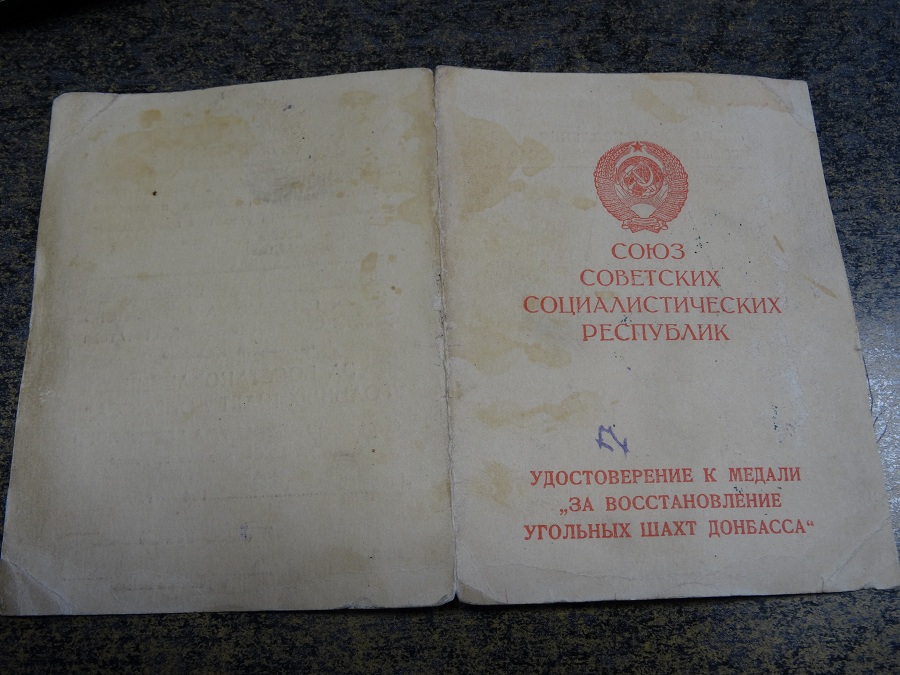 СОЮЗ
СОВЕТСКИХ
СОЦИАЛИСТИЧЕСКИХ
РЕСПУБЛИК
УДОСТОВЕРЕНИЕ К МЕДАЛИ
„ЗА ВОССТАНОВЛЕНИЕ
УГОЛЬНЫХ ШАХТ ДОНБАССА“